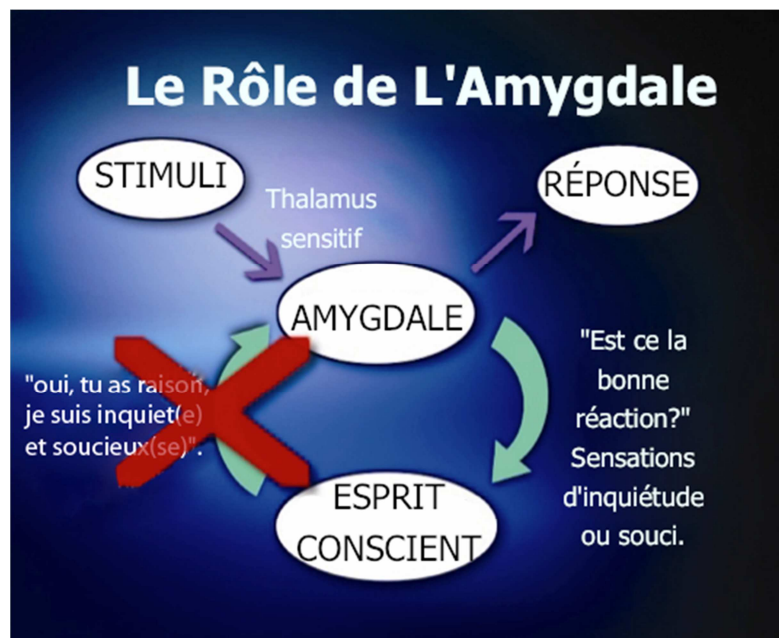 Le Rôle de L'Amygdale
STIMULI
RÉPONSE
Thalamus
sensitif
AMYGDALE
"Est ce la
bonne
réaction?"
Sensations
d'inquiétude
ou souci.
"oui, tu as raison,
je suis inquiet(e)
et soucieux(se)".
ESPRIT
CONSCIENT